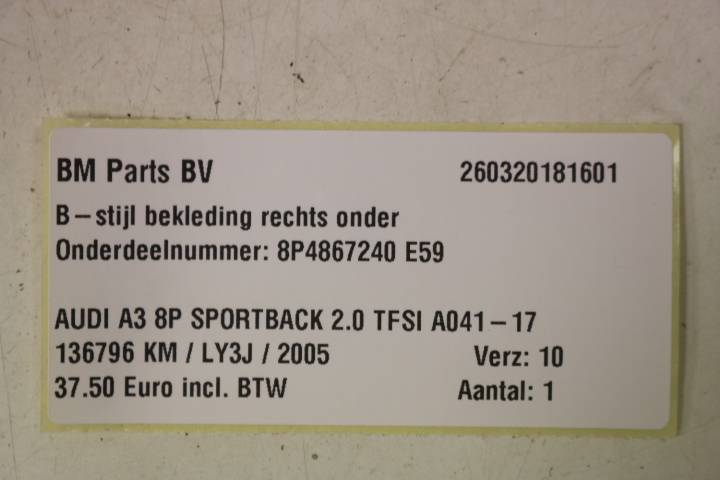 BM Parts BV 260320181601
B-stijl bekleding rechts onder
Onderdeelnummer: 8P4867240 E59
AUDI A3 8P SPORTBACK 2.0 TFSI A041-17
136796 KM / LY3J / 2005 Verz: 10
37.50 Euro incl. BTW Aantal: 1